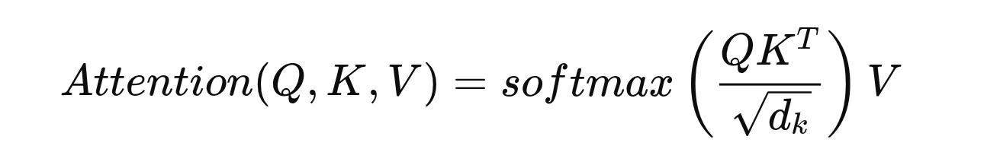 Attention(Q, K, V) = softmax(QK^T / √d_k)V